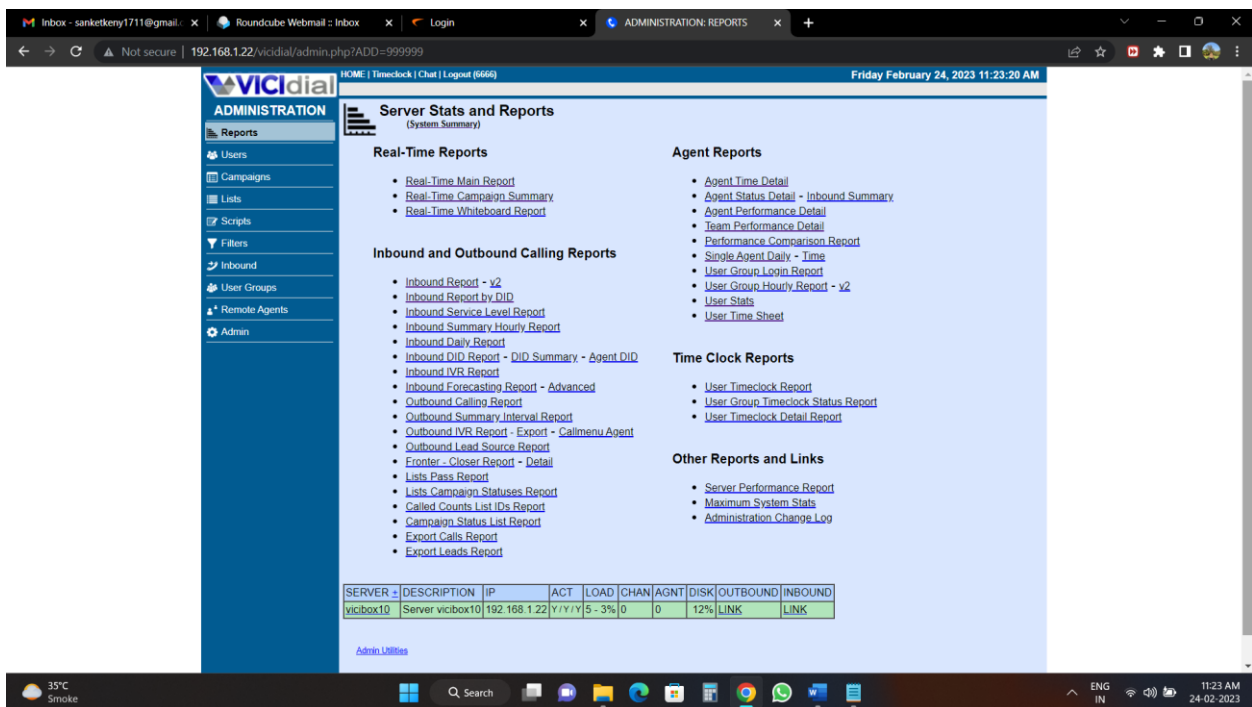 Inbox - sanketkeny1711@gmail.c
Roundcube Webmail :: Inbox
Login
ADMINISTRATION: REPORTS
Not secure | 192.168.1.22/vicidial/admin.php?ADD=999999
VICIdial
HOME | Timeclock | Chat | Logout (6666)
Friday February 24, 2023 11:23:20 AM
ADMINISTRATION
Reports
Users
Campaigns
Lists
Scripts
Filters
Inbound
User Groups
Remote Agents
Admin
Server Stats and Reports
(System Summary)
Real-Time Reports
• Real-Time Main Report
• Real-Time Campaign Summary
• Real-Time Whiteboard Report
Inbound and Outbound Calling Reports
• Inbound Report - v2
• Inbound Report by DID
• Inbound Service Level Report
• Inbound Summary Hourly Report
• Inbound Daily Report
• Inbound DID Report - DID Summary - Agent DID
• Inbound IVR Report
• Inbound Forecasting Report - Advanced
• Outbound Calling Report
• Outbound Summary Interval Report
• Outbound IVR Report - Export - Callmenu Agent
• Outbound Lead Source Report
• Fronter - Closer Report - Detail
• Lists Pass Report
• Lists Campaign Statuses Report
• Called Counts List IDs Report
• Campaign Status List Report
• Export Calls Report
• Export Leads Report
Agent Reports
• Agent Time Detail
• Agent Status Detail - Inbound Summary
• Agent Performance Detail
• Team Performance Detail
• Performance Comparison Report
• Single Agent Daily - Time
• User Group Login Report
• User Group Hourly Report - v2
• User Stats
• User Time Sheet
Time Clock Reports
• User Timeclock Report
• User Group Timeclock Status Report
• User Timeclock Detail Report
Other Reports and Links
• Server Performance Report
• Maximum System Stats
• Administration Change Log
SERVER + DESCRIPTION IP ACT LOAD CHAN AGNT DISK OUTBOUND INBOUND
vicibox10 Server vicibox10 192.168.1.22 Y/Y/Y 5 - 3% 0 0 12% LINK LINK
Admin Utilities
35°C
Smoke
Search
ENG
IN
11:23 AM
24-02-2023